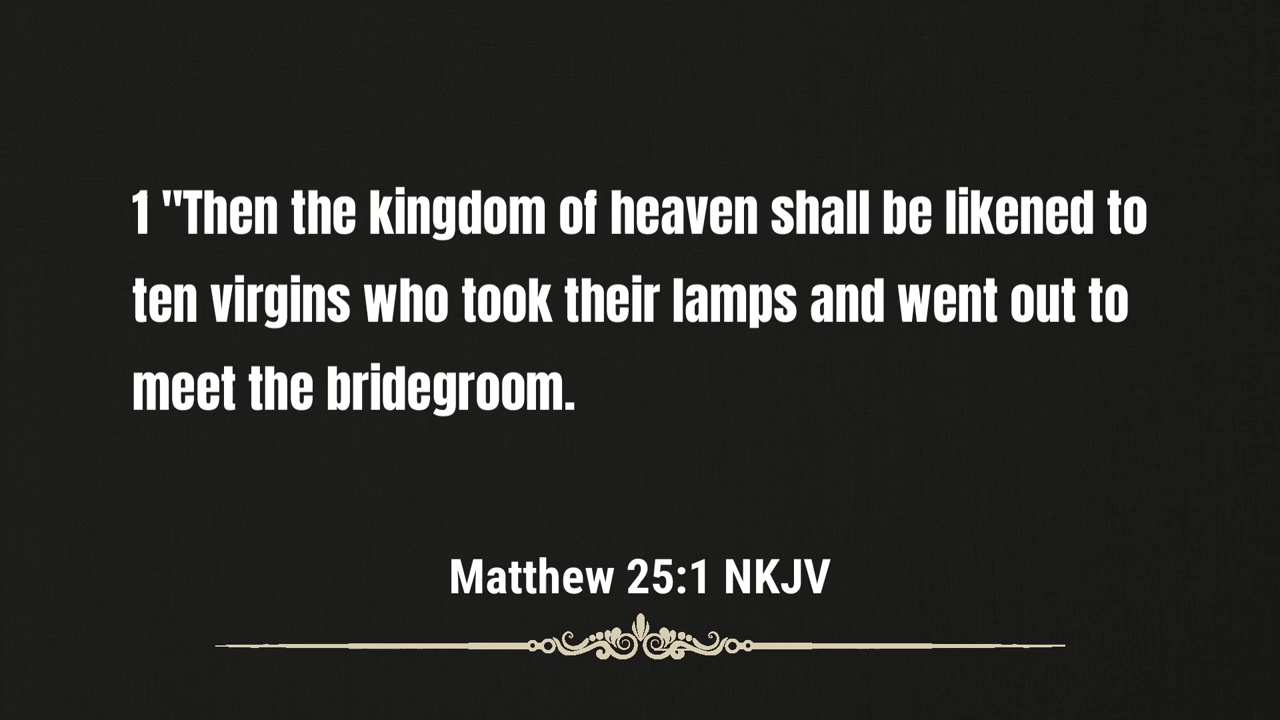 1 "Then the kingdom of heaven shall be likened to
ten virgins who took their lamps and went out to
meet the bridegroom.
Matthew 25:1 NKJV